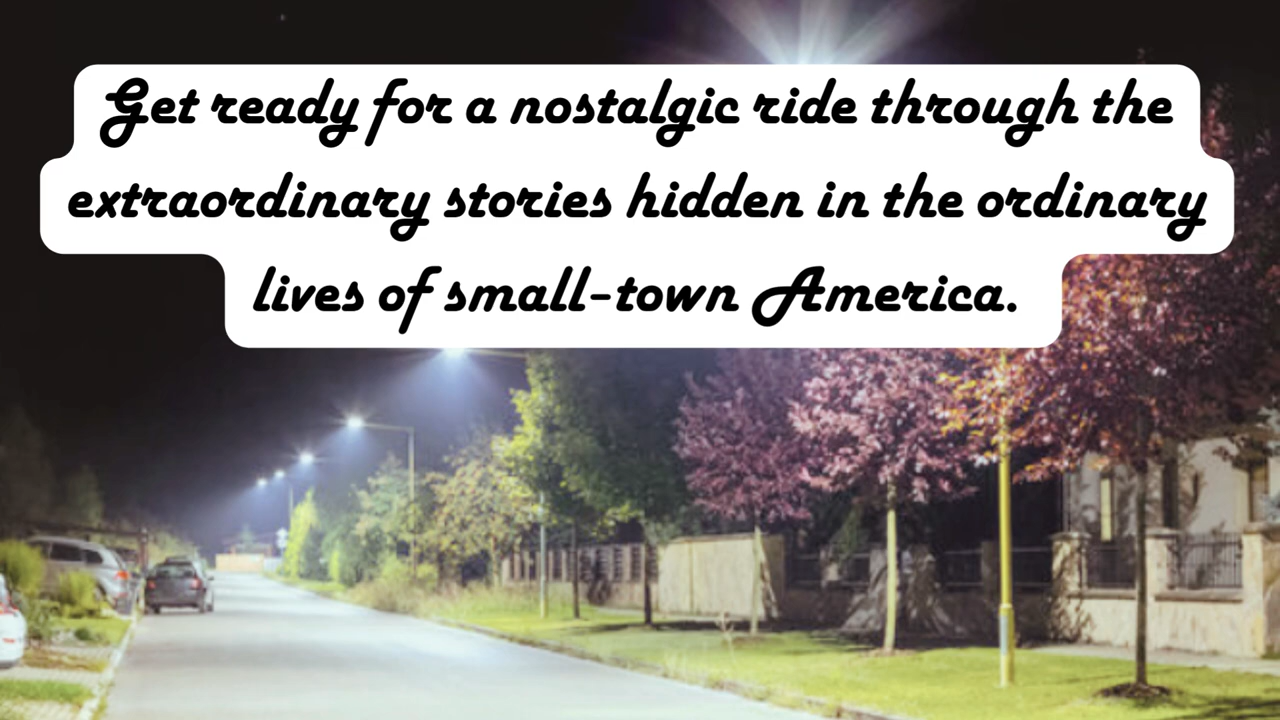 Get ready for a nostalgic ride through the
extraordinary stories hidden in the ordinary
lives of small-town America.